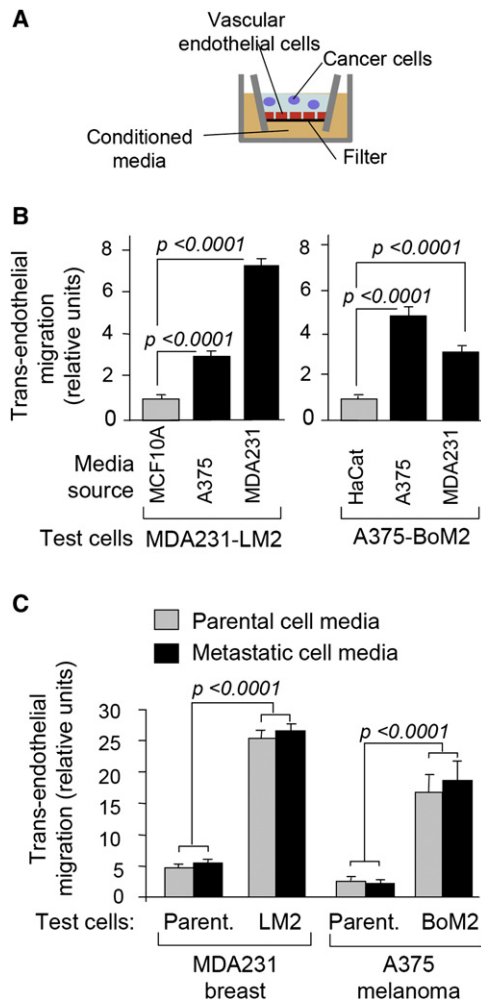 A
Vascular
endothelial cells
Cancer cells
Conditioned
media
Filter
B
Trans-endothelial
migration
(relative units)
8
6
4
2
0
p <0.0001
p <0.0001
8
6
4
2
0
p <0.0001
p <0.0001
Media
source
MCF10A
A375
MDA231
HaCat
A375
MDA231
Test cells
MDA231-LM2
A375-BoM2
C
Parental cell media
Metastatic cell media
Trans-endothelial
migration (relative units)
30
25
20
15
10
5
0
p <0.0001
p <0.0001
Test cells: Parent. LM2 Parent. BoM2
MDA231
breast
A375
melanoma